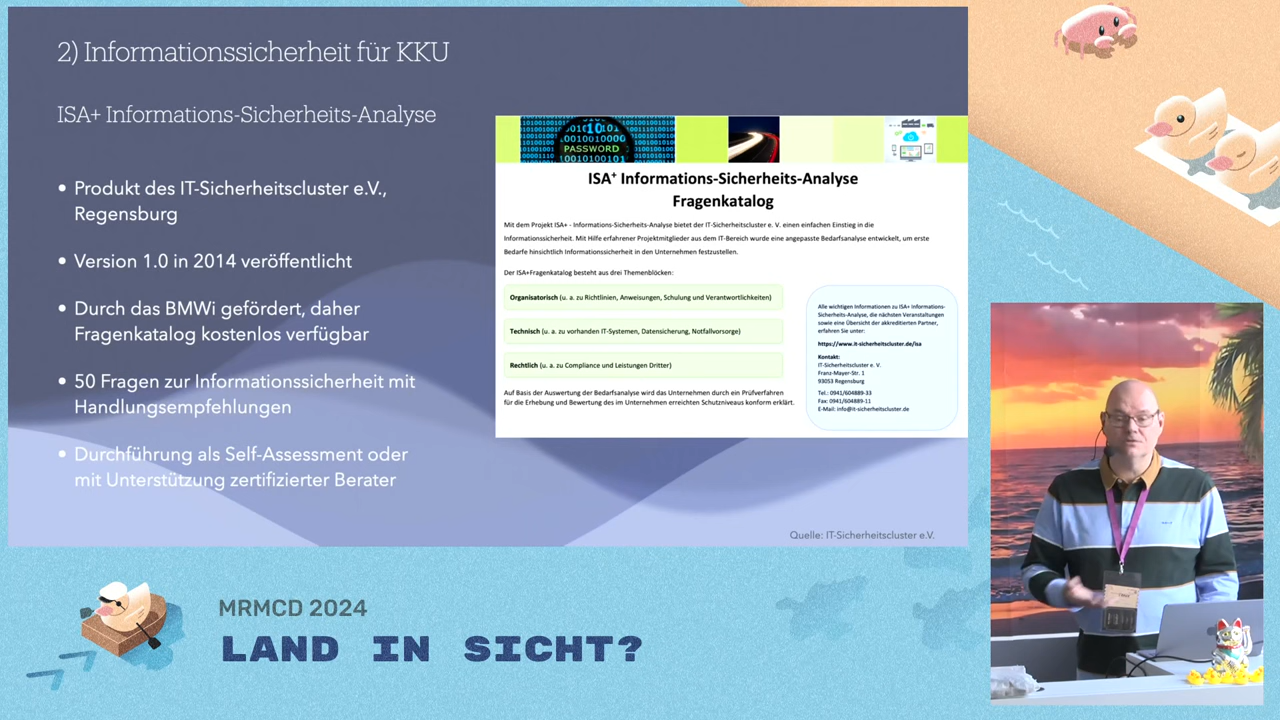 2) Informationssicherheit für KKU
ISA+ Informations-Sicherheits-Analyse
• Produkt des IT-Sicherheitscluster e.V.,
Regensburg
• Version 1.0 in 2014 veröffentlicht
• Durch das BMWi gefördert, daher
Fragenkatalog kostenlos verfügbar
• 50 Fragen zur Informationssicherheit mit
Handlungsempfehlungen
• Durchführung als Self-Assessment oder
mit Unterstützung zertifizierter Berater
PASSWORD
ISA⁺ Informations-Sicherheits-Analyse
Fragenkatalog
Mit dem Projekt ISA+ - Informations-Sicherheits-Analyse bietet der IT-Sicherheitscluster e. V. einen einfachen Einstieg in die
Informationssicherheit. Mit Hilfe erfahrener Projektmitglieder aus dem IT-Bereich wurde eine angepasste Bedarfsanalyse entwickelt, um erste
Bedarfe hinsichtlich Informationssicherheit in den Unternehmen festzustellen.
Der ISA+Fragenkatalog besteht aus drei Themenblöcken:
Organisatorisch (u. a. zu Richtlinien, Anweisungen, Schulung und Verantwortlichkeiten)
Technisch (u. a. zu vorhanden IT-Systemen, Datensicherung, Notfallvorsorge)
Rechtlich (u. a. zu Compliance und Leistungen Dritter)
Auf Basis der Auswertung der Bedarfsanalyse wird das Unternehmen durch ein Prüfverfahren
für die Erhebung und Bewertung des im Unternehmen erreichten Schutzniveaus konform erklärt.
Alle wichtigen Informationen zu ISA+ Informations-
Sicherheits-Analyse, die nächsten Veranstaltungen
sowie eine Übersicht der akkreditierten Partner,
erfahren Sie unter:
https://www.it-sicherheitscluster.de/isa
Kontakt:
IT-Sicherheitscluster e. V.
Franz-Mayer-Str. 1
93053 Regensburg
Tel.: 0941/604889-33
Fax: 0941/604889-11
E-Mail: info@it-sicherheitscluster.de
Quelle: IT-Sicherheitscluster e.V.
MRMCD 2024
LAND IN SICHT?